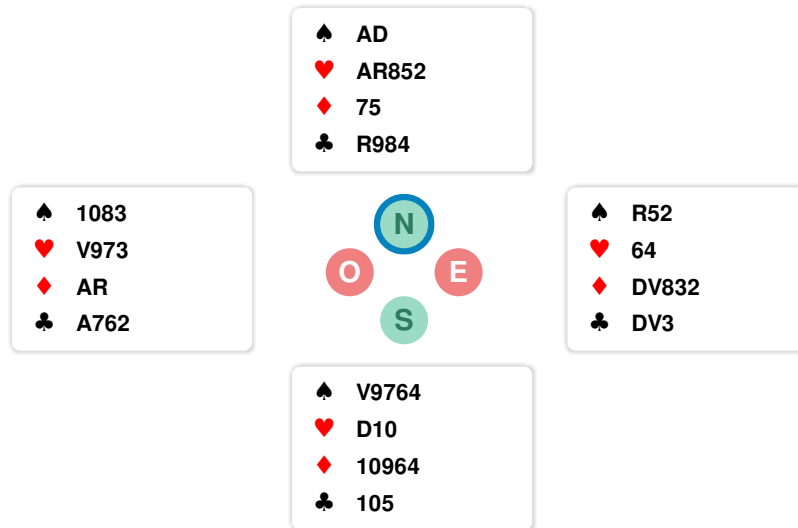 ♠ AD
♥ AR852
♦ 75
♣ R984
♠ 1083
♥ V973
♦ AR
♣ A762
N
O E
S
♠ R52
♥ 64
♦ DV832
♣ DV3
♠ V9764
♥ D10
♦ 10964
♣ 105